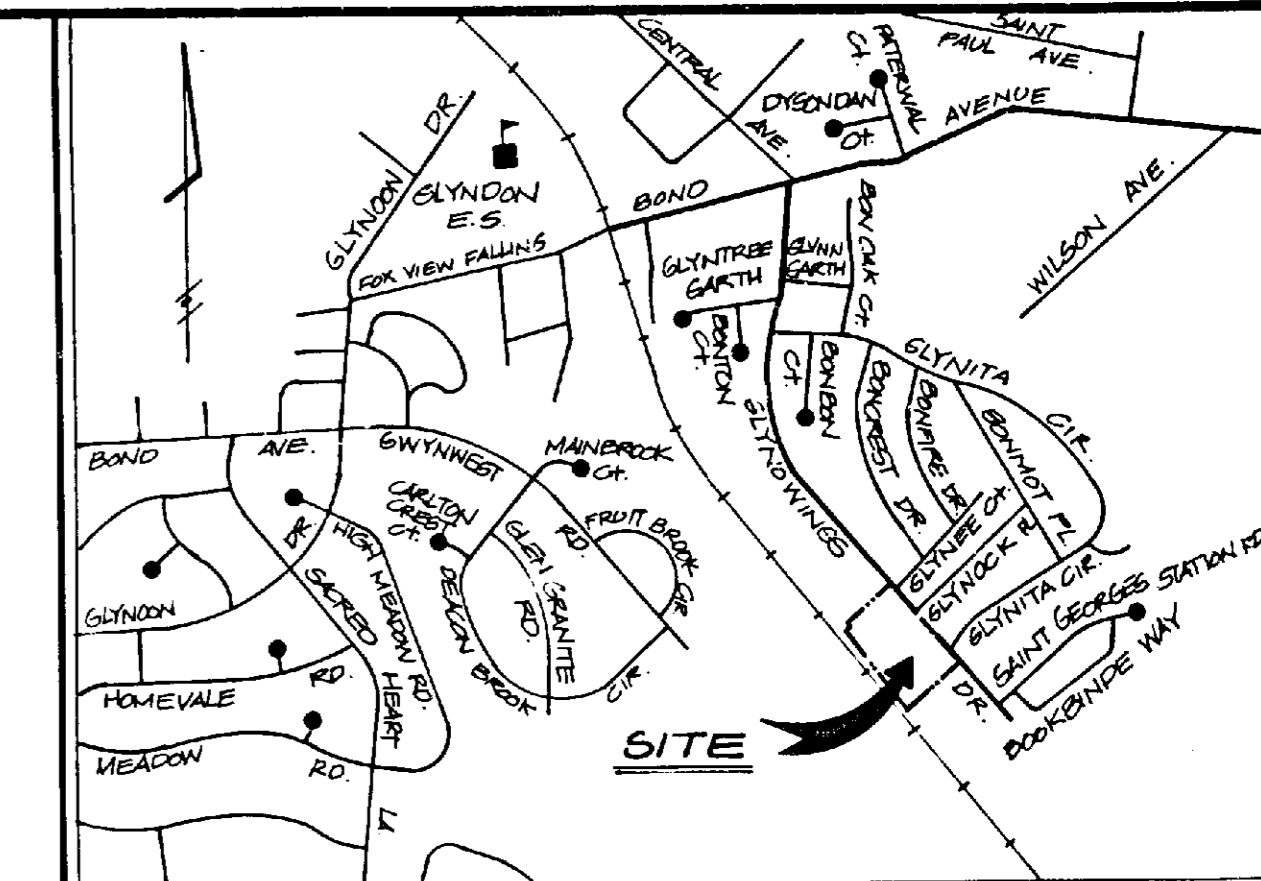 SAINT
PAUL AVE.
CENTRAL
AVE.
PATERWAL
Ct.
DYSONDAN
Ct.
AVENUE
BOND
GLYNDON DR.
GLYNDON
E.S.
FOX VIEW FALLING
WILSON AVE.
BON OAK Ct.
GLYNTREE
GARTH
GLYNN
GARTH
BONTON
Ct.
BONBON
Ct.
GLYNITA
CIR.
BONCREST
DR.
BONFIRE DR.
BONMOT PL.
GLYNOWINGS
DR.
GLYNEE Ct.
GLYNOCK PL.
GLYNITA CIR.
SAINT GEORGES STATION RD
BOOKBINDE WAY
BOND AVE.
GWYNWEST
RD.
MAINBROOK
Ct.
CARLTON
CREST
Ct.
FRUIT BROOK CIR
GLEN GRANITE
RD.
DEACON BROOK
CIR.
HIGH MEADOW RD.
SACRED
HEART
LA
GLYNDON
DR.
HOMEVALE
RD.
MEADOW
RD.
SITE